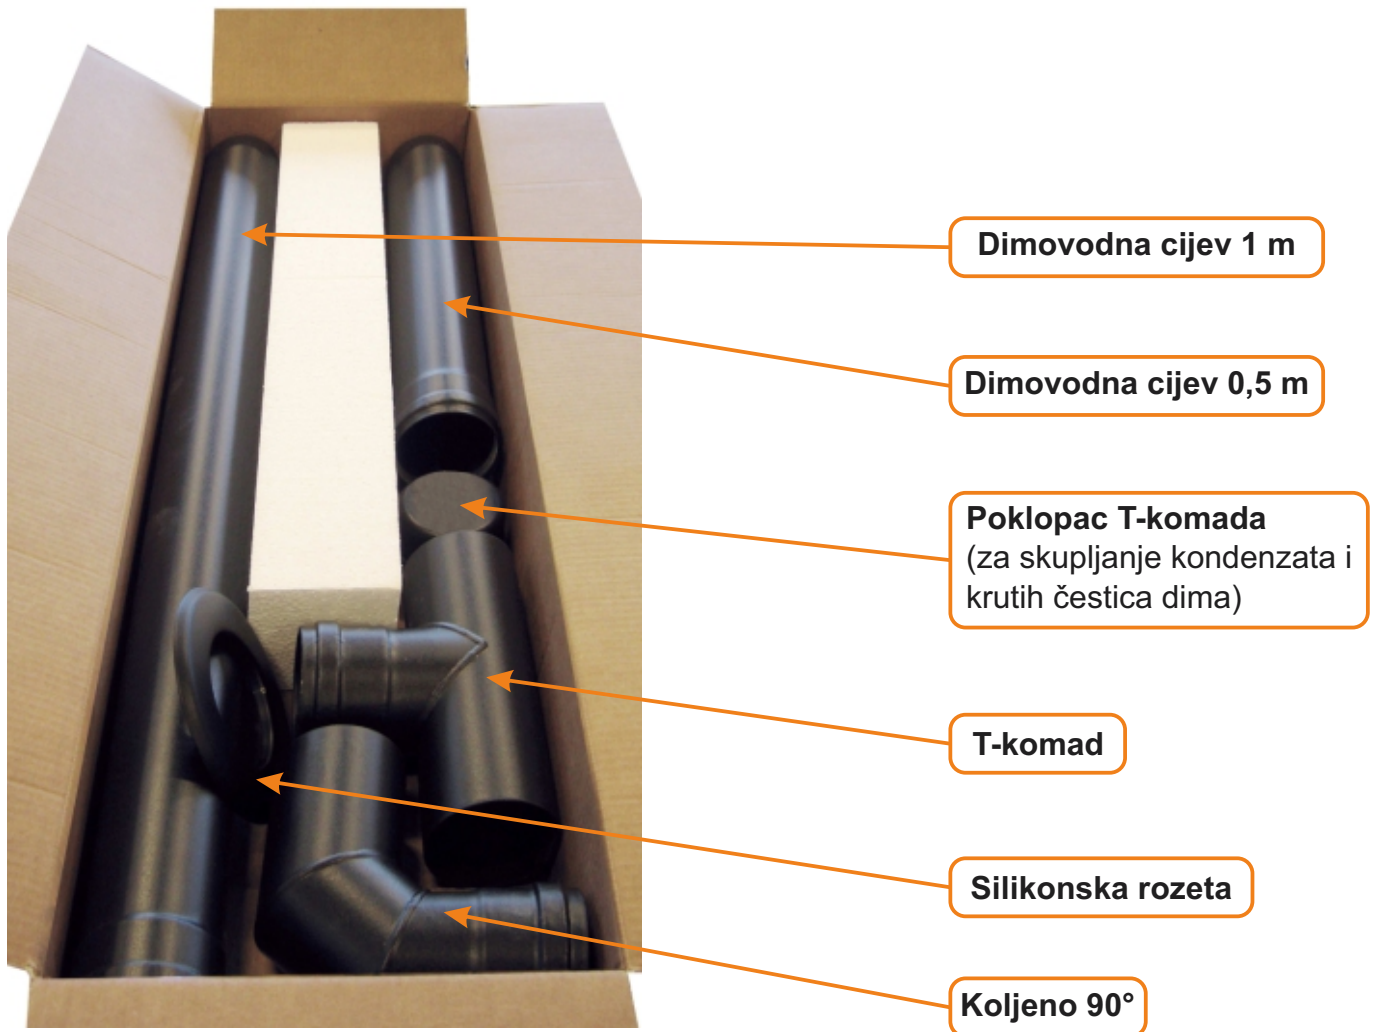 Dimovodna cijev 1 m
Dimovodna cijev 0,5 m
Poklopac T-komada
(za skupljanje kondenzata i
krutih čestica dima)
T-komad
Silikonska rozeta
Koljeno 90°